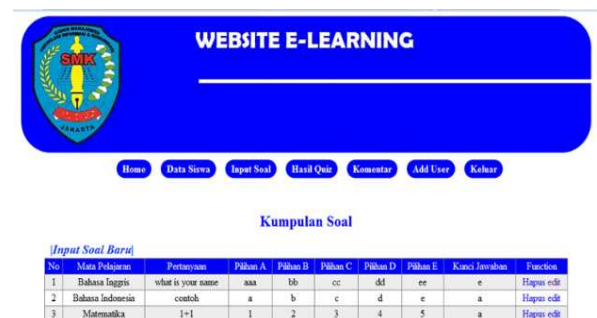 SMK
JAKARTA
WEBSITE E-LEARNING
Home Data Siswa Input Soal Hasil Quiz Komentar Add User Keluar
Kumpulan Soal
|Input Soal Baru|
No Mata Pelajaran Pertanyaan Pilihan A Pilihan B Pilihan C Pilihan D Pilihan E Kunci Jawaban Function
1 Bahasa Inggris what is your name aaa bb cc dd ee e Hapus edit
2 Bahasa Indonesia contoh a b c d e a Hapus edit
3 Matematika 1+1 1 2 3 4 5 a Hapus edit